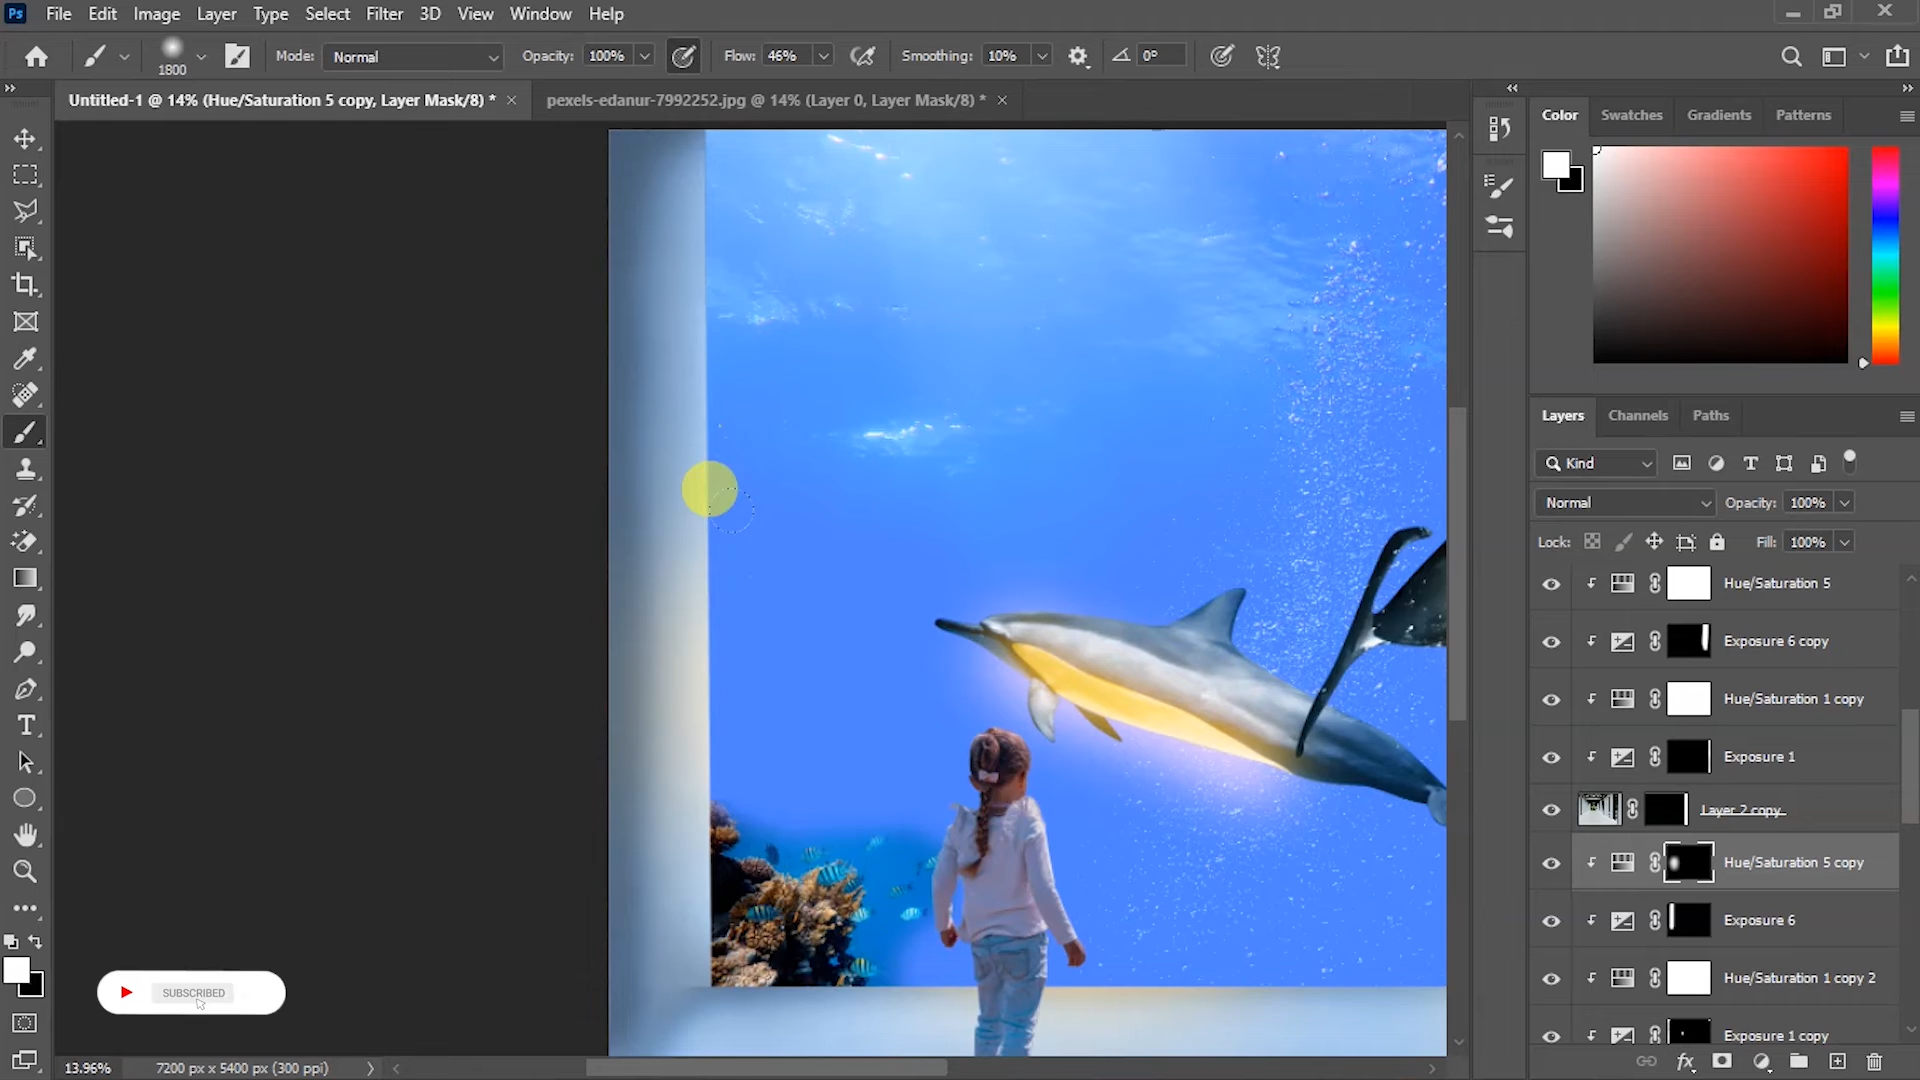 Ps File Edit Image Layer Type Select Filter 3D View Window Help
1800 Mode: Normal Opacity: 100% Flow: 46% Smoothing: 10% 0°
Untitled-1 @ 14% (Hue/Saturation 5 copy, Layer Mask/8) * × pexels-edanur-7992252.jpg @ 14% (Layer 0, Layer Mask/8) * ×
Color Swatches Gradients Patterns
Layers Channels Paths
Kind
Normal Opacity: 100%
Lock: Fill: 100%
Hue/Saturation 5
Exposure 6 copy
Hue/Saturation 1 copy
Exposure 1
Layer 2 copy
Hue/Saturation 5 copy
Exposure 6
Hue/Saturation 1 copy 2
Exposure 1 copy
SUBSCRIBED
13.96% 7200 px x 5400 px (300 ppi)
fx